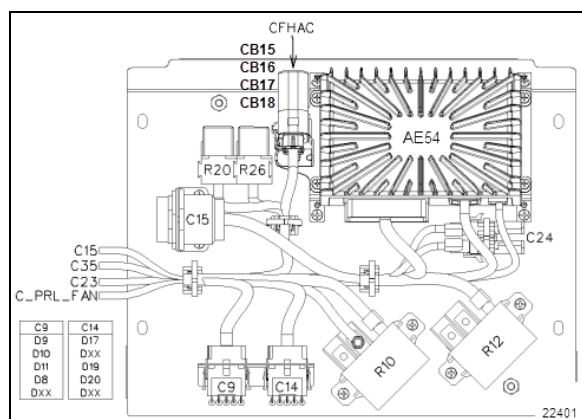 CFHAC
CB15
CB16
CB17
CB18
AE54
R20 R26
C15
C24
C15
C35
C23
C_PRL_FAN
R12
R10
C9 C14
C9 C14
D9 D17
D10 DXX
D11 D19
D8 D20
DXX DXX
22401